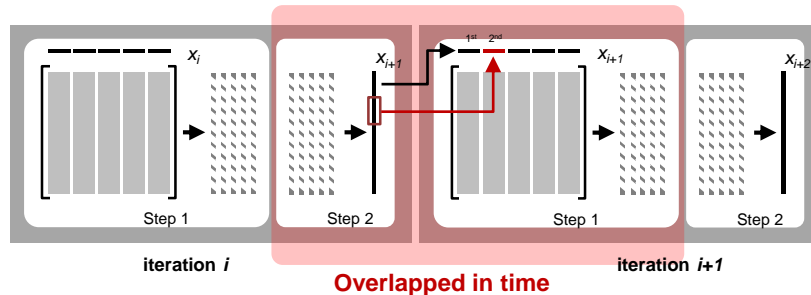 1st 2nd
x_i
x_{i+1}
x_{i+1}
x_{i+2}
Step 1
Step 2
Step 1
Step 2
iteration i
iteration i+1
Overlapped in time